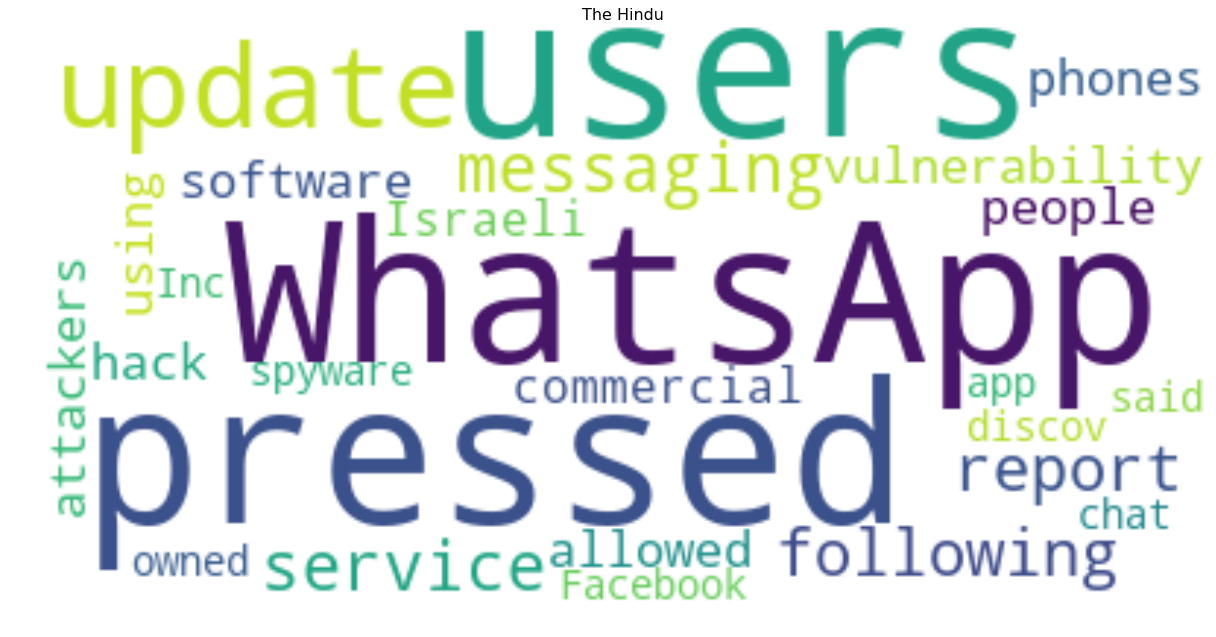 The Hindu
update users phones
messaging vulnerability
using software people
Israeli
WhatsApp
Inc
attackers
hack spyware commercial app said
pressed discov
report
chat
owned service allowed following
Facebook